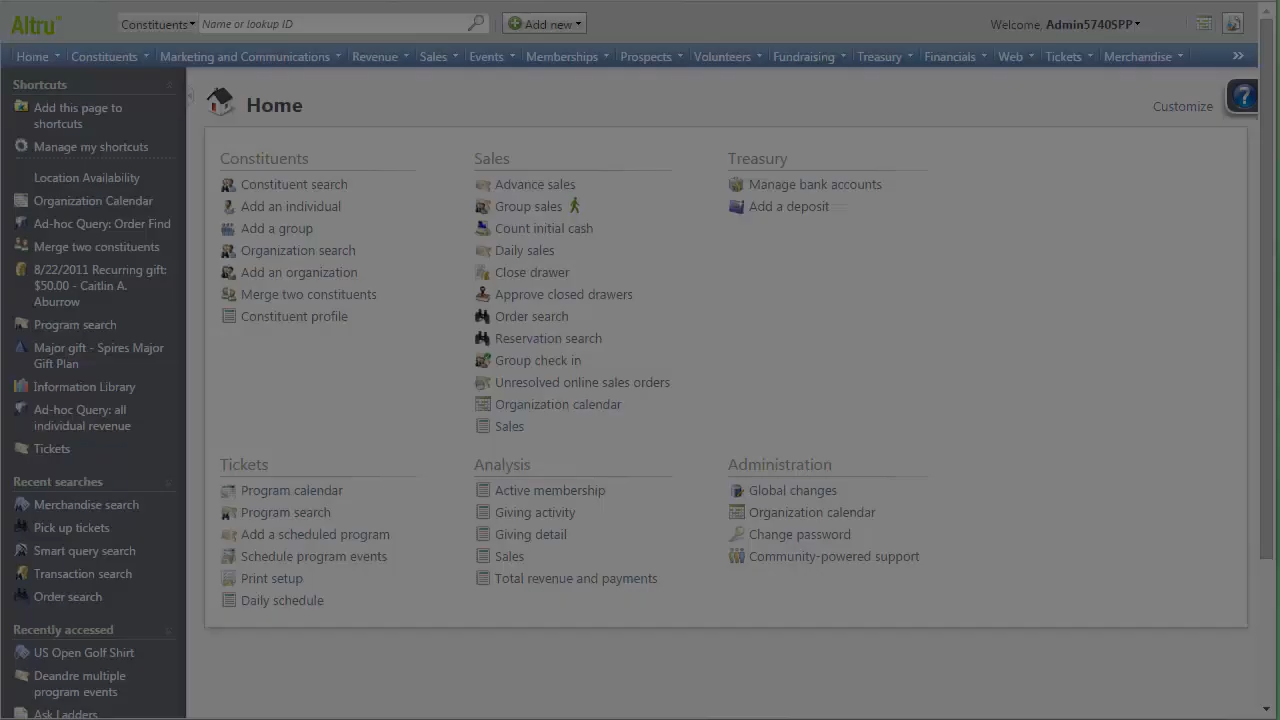 Altru™ Constituents Name or lookup ID Add new Welcome, Admin5740SPP
Home Constituents Marketing and Communications Revenue Sales Events Memberships Prospects Volunteers Fundraising Treasury Financials Web Tickets Merchandise »
Shortcuts
Add this page to
shortcuts
Manage my shortcuts
Location Availability
Organization Calendar
Ad-hoc Query: Order Find
Merge two constituents
8/22/2011 Recurring gift:
$50.00 - Caitlin A.
Aburrow
Program search
Major gift - Spires Major
Gift Plan
Information Library
Ad-hoc Query: all
individual revenue
Tickets
Recent searches
Merchandise search
Pick up tickets
Smart query search
Transaction search
Order search
Recently accessed
US Open Golf Shirt
Deandre multiple
program events
Ask Ladders
Home
Customize
?
Constituents
Constituent search
Add an individual
Add a group
Organization search
Add an organization
Merge two constituents
Constituent profile
Sales
Advance sales
Group sales
Count initial cash
Daily sales
Close drawer
Approve closed drawers
Order search
Reservation search
Group check in
Unresolved online sales orders
Organization calendar
Sales
Treasury
Manage bank accounts
Add a deposit
Tickets
Program calendar
Program search
Add a scheduled program
Schedule program events
Print setup
Daily schedule
Analysis
Active membership
Giving activity
Giving detail
Sales
Total revenue and payments
Administration
Global changes
Organization calendar
Change password
Community-powered support